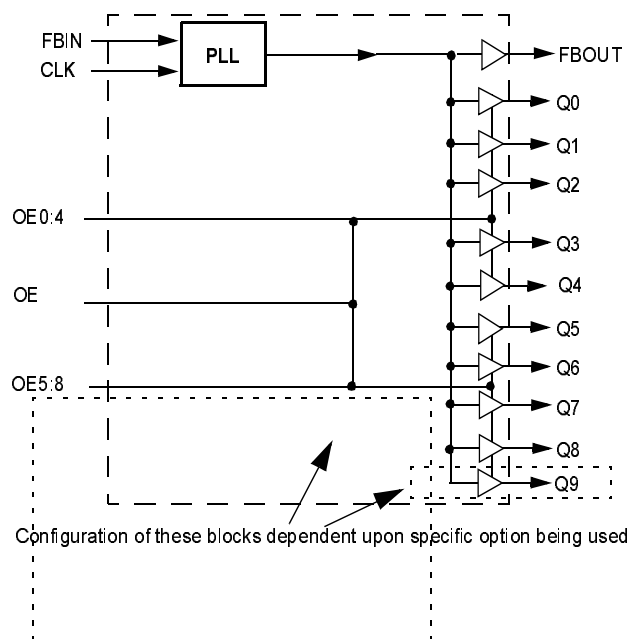 FBIN
PLL
FBOUT
CLK
Q0
Q1
Q2
OE0:4
Q3
Q4
OE
Q5
Q6
OE5:8
Q7
Q8
Q9
Configuration of these blocks dependent upon specific option being used